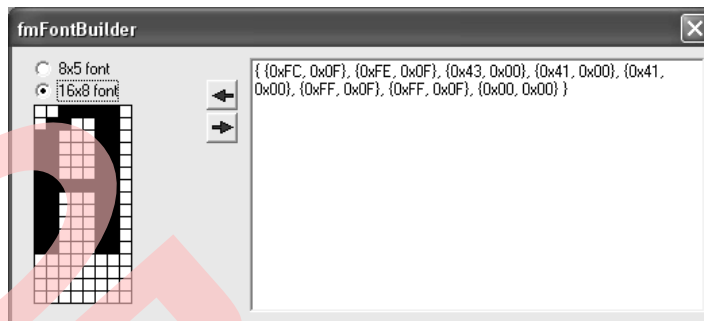 fmFontBuilder
8x5 font
16x8 font
{ {0xFC, 0x0F}, {0xFE, 0x0F}, {0x43, 0x00}, {0x41, 0x00}, {0x41,
0x00}, {0xFF, 0x0F}, {0xFF, 0x0F}, {0x00, 0x00} }